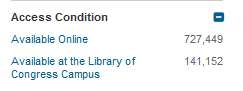 Access Condition
Available Online 727,449
Available at the Library of 141,152
Congress Campus